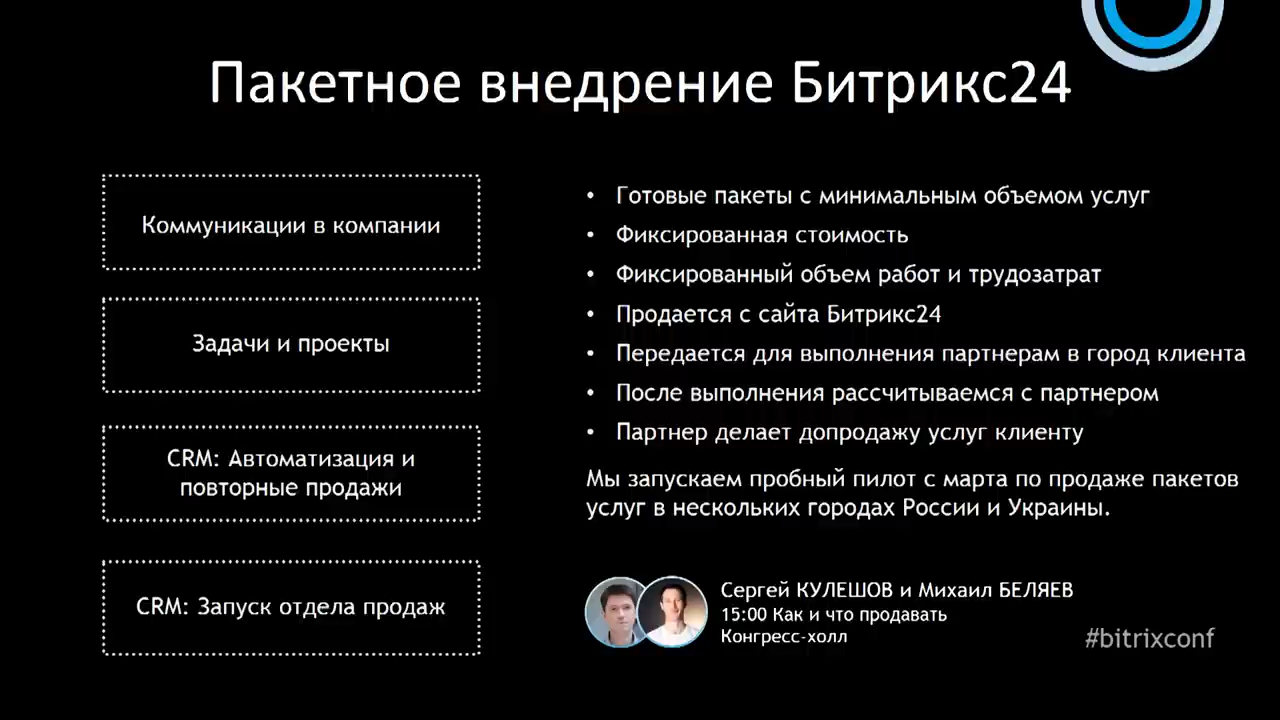 Пакетное внедрение Битрикс24
Коммуникации в компании
Задачи и проекты
CRM: Автоматизация и
повторные продажи
CRM: Запуск отдела продаж
• Готовые пакеты с минимальным объемом услуг
• Фиксированная стоимость
• Фиксированный объем работ и трудозатрат
• Продается с сайта Битрикс24
• Передается для выполнения партнерам в город клиента
• После выполнения рассчитываемся с партнером
• Партнер делает допродажу услуг клиенту
Мы запускаем пробный пилот с марта по продаже пакетов
услуг в нескольких городах России и Украины.
Сергей КУЛЕШОВ и Михаил БЕЛЯЕВ
15:00 Как и что продавать
Конгресс-холл
#bitrixconf